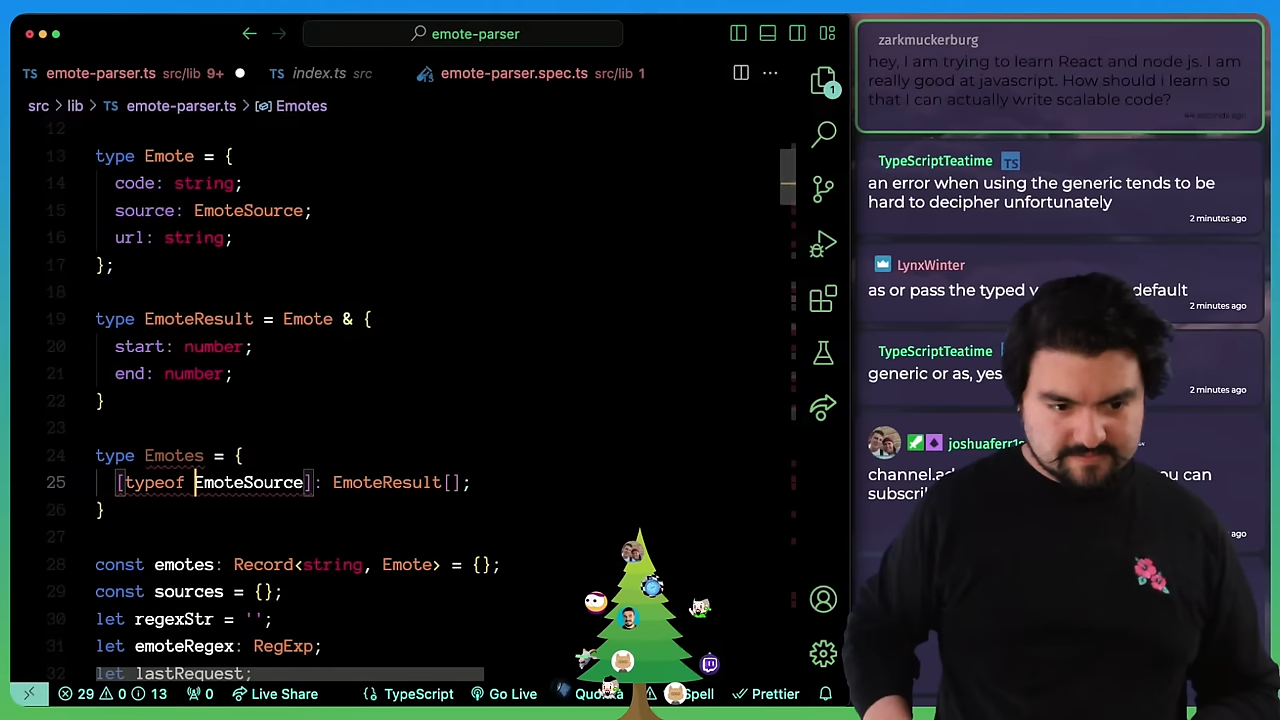 emote-parser
TS emote-parser.ts src/lib 9+
TS index.ts src
emote-parser.spec.ts src/lib 1
src > lib > TS emote-parser.ts > Emotes
12
13 type Emote = {
14 code: string;
15 source: EmoteSource;
16 url: string;
17 };
18
19 type EmoteResult = Emote & {
20 start: number;
21 end: number;
22 }
23
24 type Emotes = {
25 [typeof EmoteSource]: EmoteResult[];
26 }
27
28 const emotes: Record<string, Emote> = {};
29 const sources = {};
30 let regexStr = '';
31 let emoteRegex: RegExp;
32 let lastRequest;
29 0 13 0 Live Share {} TypeScript Go Live Spell Prettier
1
zarkmuckerburg
hey, I am trying to learn React and node js. I am
really good at javascript. How should I learn so
that I can actually write scalable code?
TypeScriptTeatime TS
an error when using the generic tends to be
hard to decipher unfortunately
2 minutes ago
LynxWinter
as or pass the typed default
2 minutes ago
TypeScriptTeatime
generic or as, yes
2 minutes ago
subscri